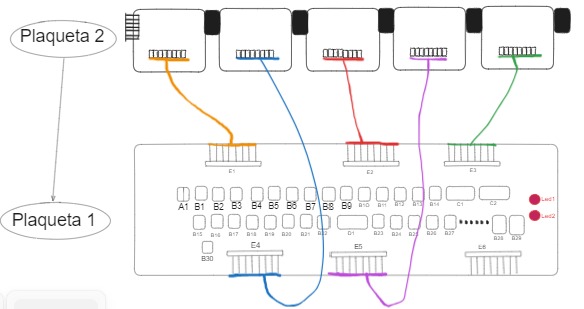 Plaqueta 2
E1
E2
E3
A1 B1 B2 B3 B4 B5 B6 B7 B8 B9 B10 B11 B12 B13 B14 C1 C2 Led1
Plaqueta 1
Led2
B15 B16 B17 B18 B19 B20 B21 B22 D1 B23 B24 B25 B26 B27 B28 B29
B30
E4
E5
E6